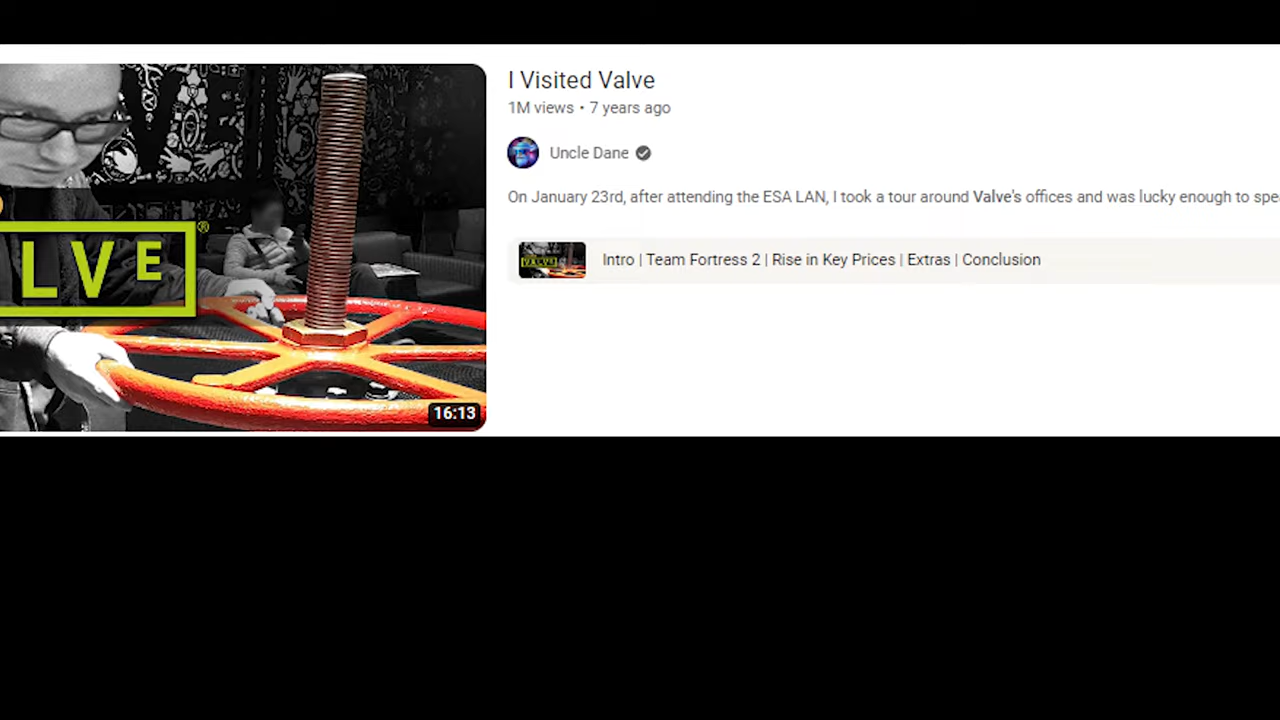 I Visited Valve
1M views • 7 years ago
Uncle Dane
On January 23rd, after attending the ESA LAN, I took a tour around Valve's offices and was lucky enough to
Intro | Team Fortress 2 | Rise in Key Prices | Extras | Conclusion
LVE®
16:13